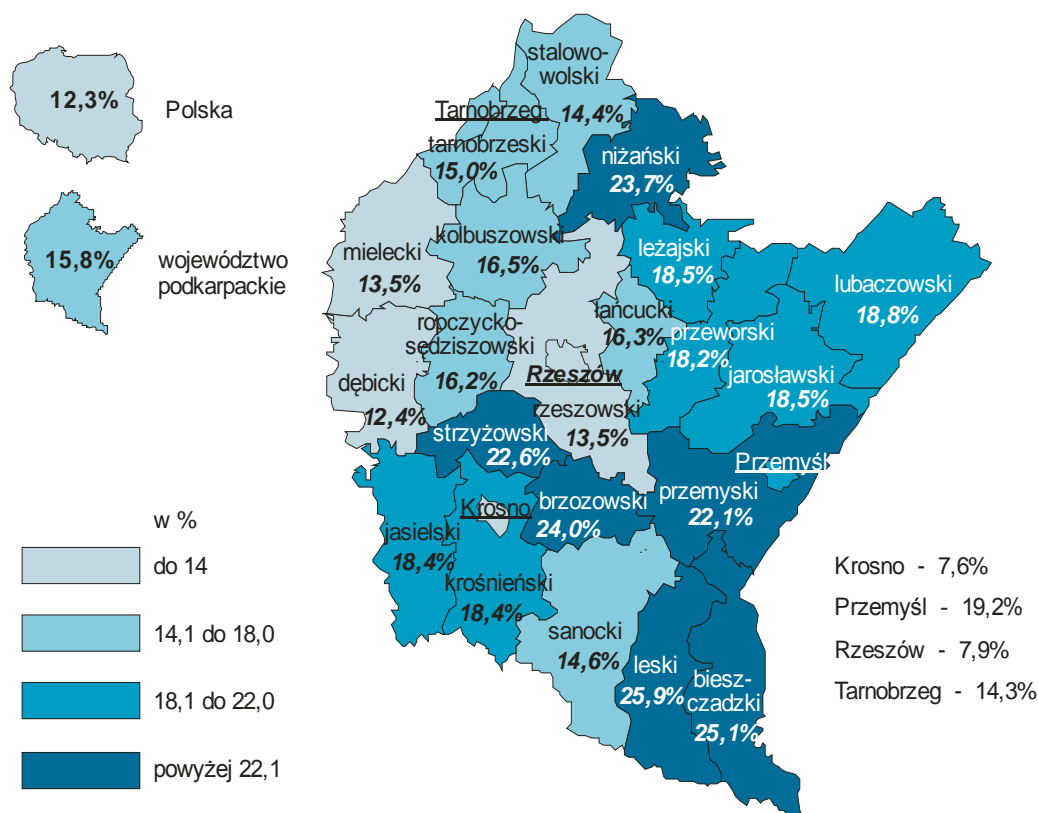 12,3%
Polska
15,8%
województwo
podkarpackie
stalowo-
wolski
14,4%
Tarnobrzeg
tarnobrzeski
15,0%
niżański
23,7%
mielecki
13,5%
kolbuszowski
16,5%
leżajski
18,5%
lubaczowski
18,8%
łańcucki
16,3%
ropczycko-
sędziszowski
16,2%
przeworski
18,2%
jarosławski
18,5%
dębicki
12,4%
Rzeszów
rzeszowski
13,5%
strzyżowski
22,6%
Przemyśl
przemyski
22,1%
Krosno
brzozowski
24,0%
jasielski
18,4%
krośnieński
18,4%
sanocki
14,6%
leski
25,9%
biesz-
czadzki
25,1%
w %
do 14
14,1 do 18,0
18,1 do 22,0
powyżej 22,1
Krosno - 7,6%
Przemyśl - 19,2%
Rzeszów - 7,9%
Tarnobrzeg - 14,3%